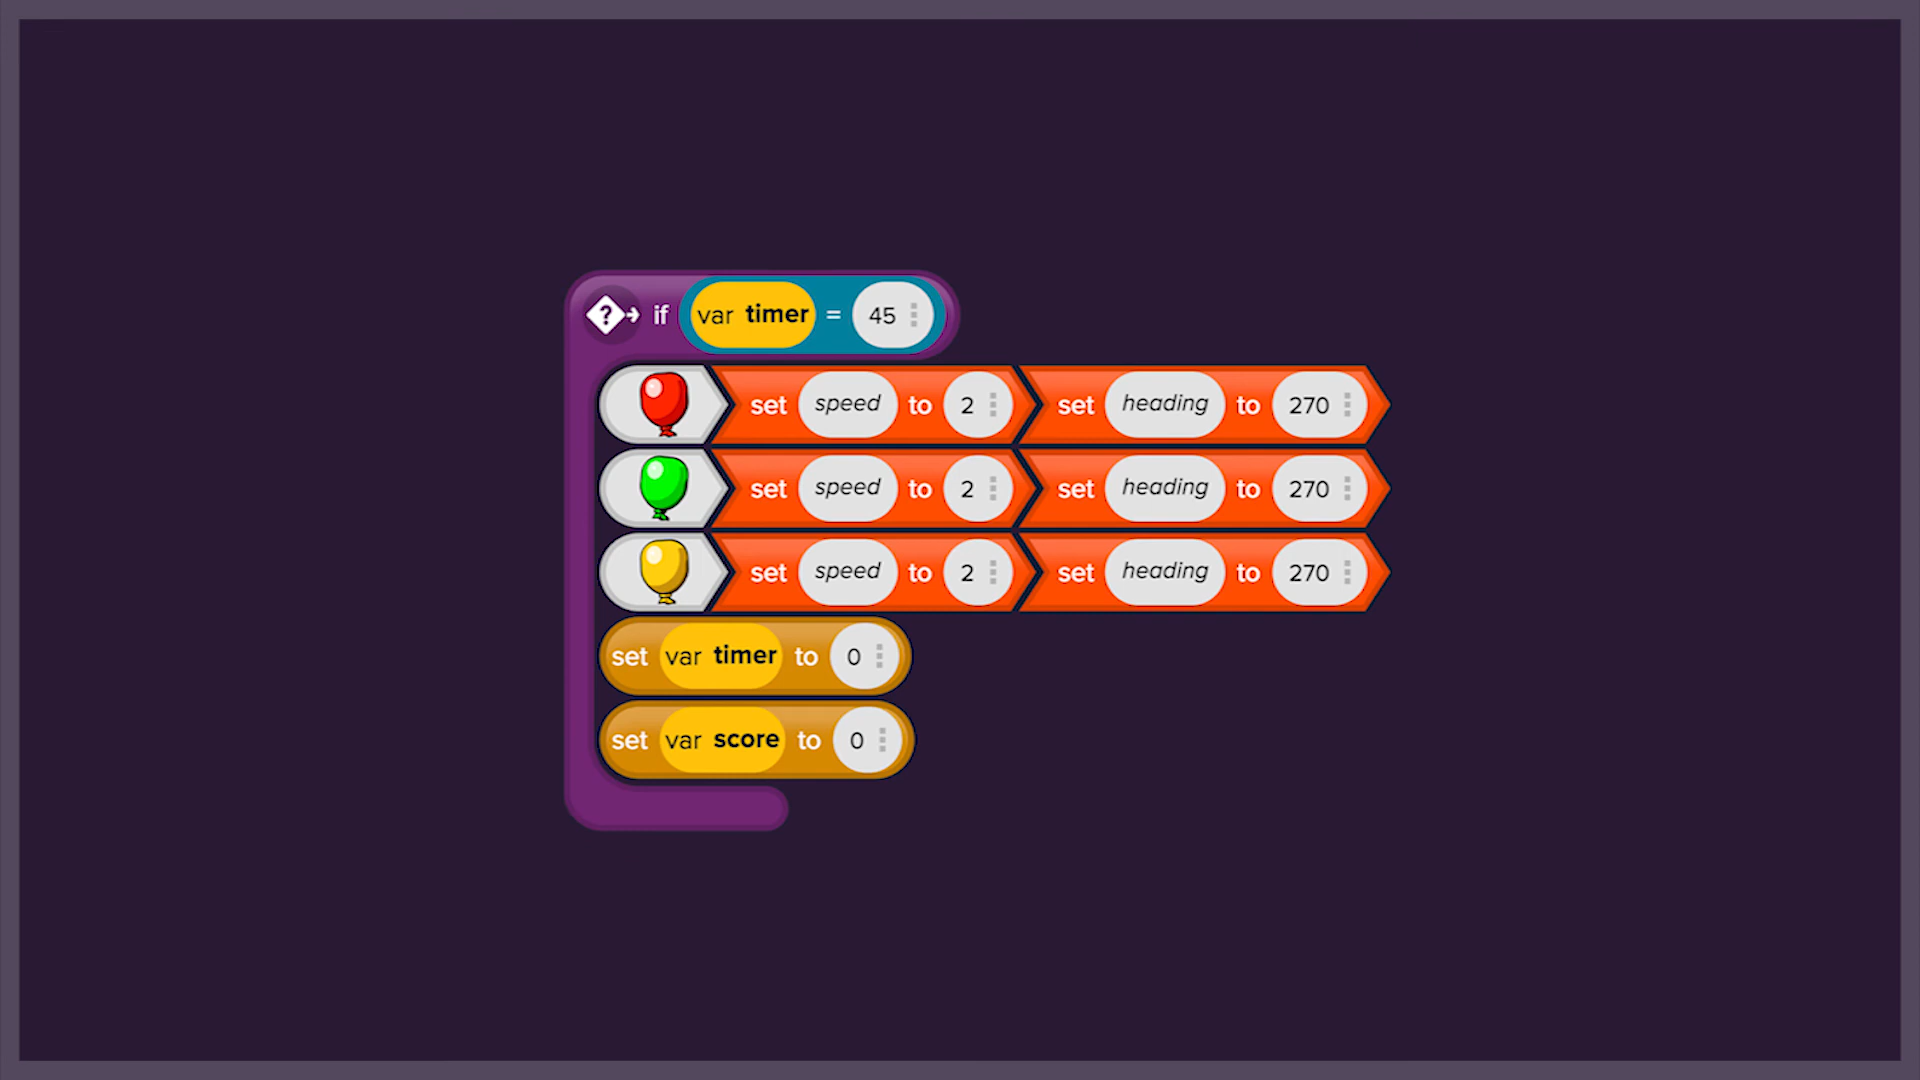 ? if var timer = 45
set speed to 2 set heading to 270
set speed to 2 set heading to 270
set speed to 2 set heading to 270
set var timer to 0
set var score to 0